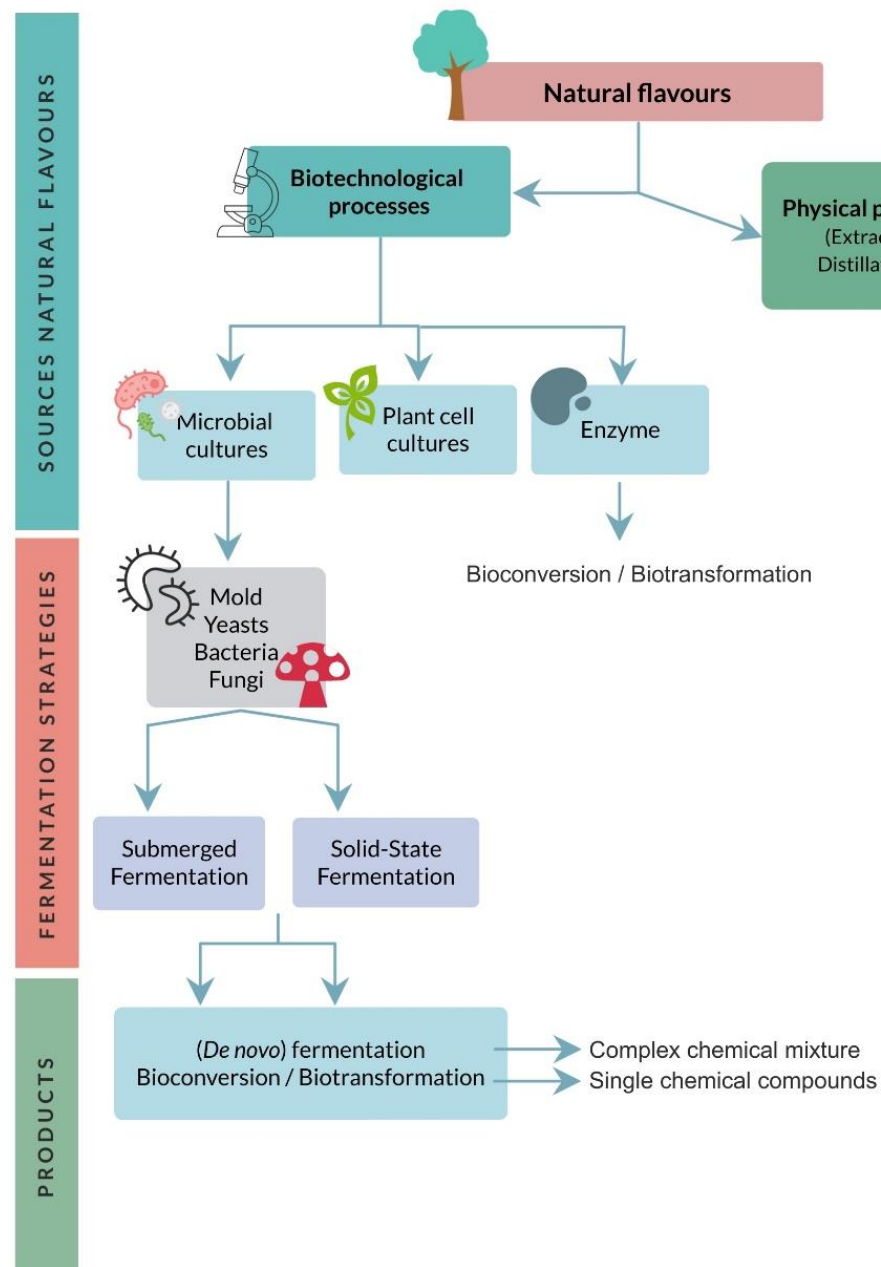 SOURCES NATURAL FLAVOURS
Natural flavours
Biotechnological
processes
Physical
Microbial
cultures
Plant cell
cultures
Enzyme
Bioconversion / Biotransformation
FERMENTATION STRATEGIES
Mold
Yeasts
Bacteria
Fungi
Submerged
Fermentation
Solid-State
Fermentation
PRODUCTS
(De novo) fermentation
Bioconversion / Biotransformation
Complex chemical mixture
Single chemical compounds